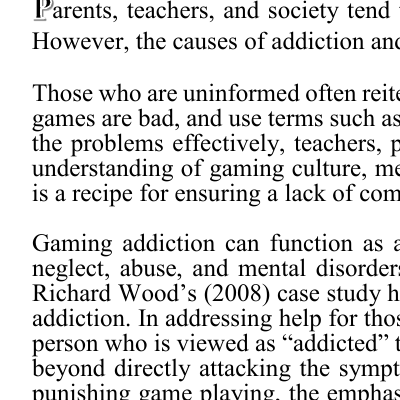 Parents, teachers, and society tend
However, the causes of addiction and
Those who are uninformed often reite
games are bad, and use terms such as
the problems effectively, teachers, p
understanding of gaming culture, me
is a recipe for ensuring a lack of com
Gaming addiction can function as a
neglect, abuse, and mental disorders
Richard Wood’s (2008) case study h
addiction. In addressing help for thos
person who is viewed as “addicted” t
beyond directly attacking the sympt
punishing game playing, the emphas